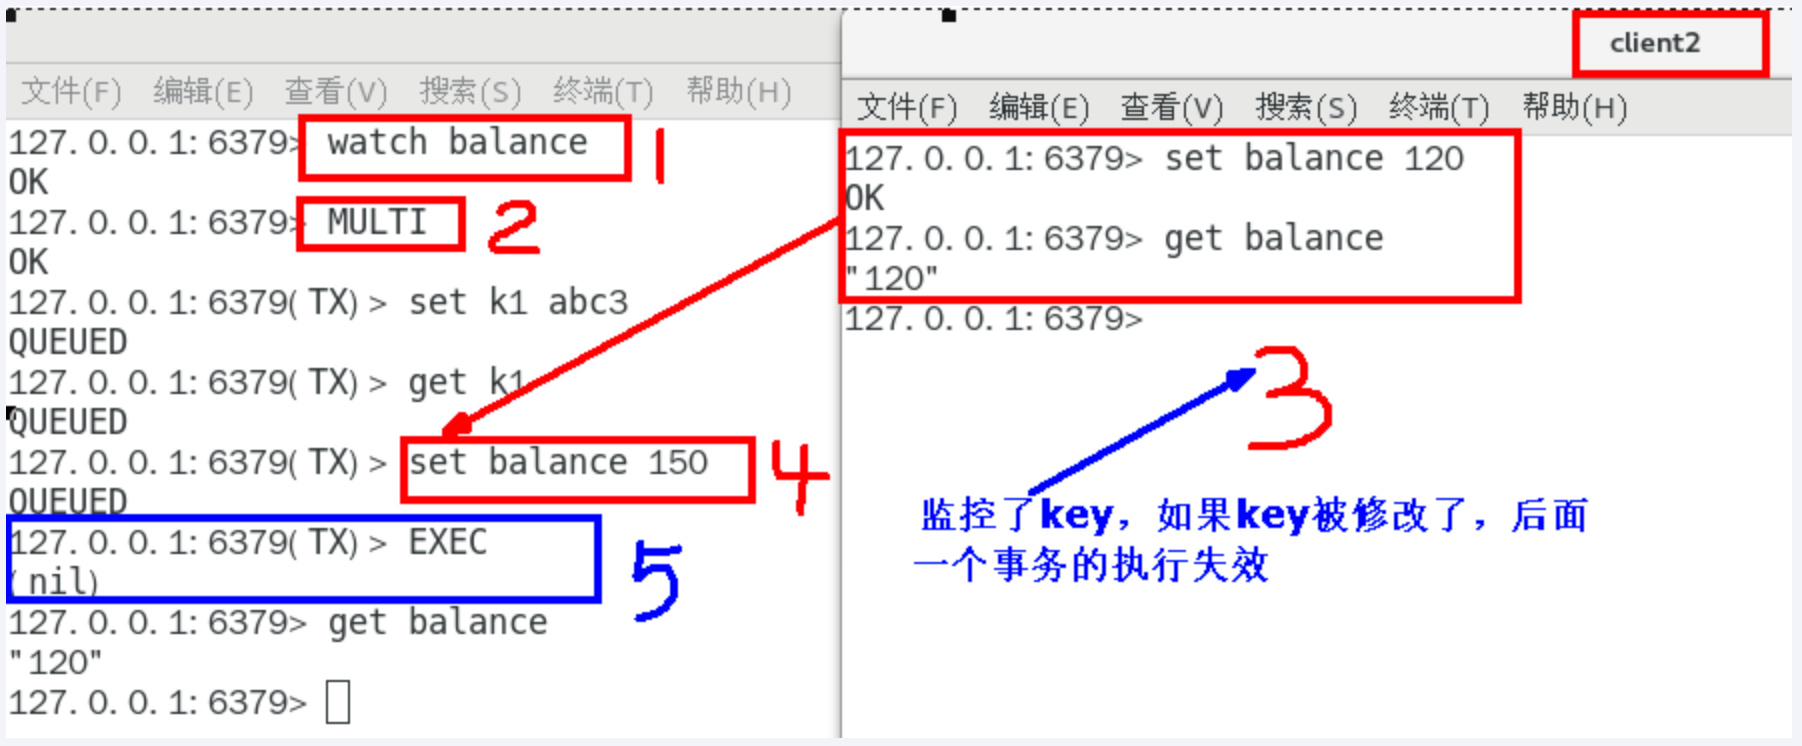 文件(F) 编辑(E) 查看(V) 搜索(S) 终端(T) 帮助(H)
127.0.0.1:6379> watch balance 1
OK
127.0.0.1:6379> MULTI 2
OK
127.0.0.1:6379(TX)> set k1 abc3
QUEUED
127.0.0.1:6379(TX)> get k1
QUEUED
127.0.0.1:6379(TX)> set balance 150 4
QUEUED
127.0.0.1:6379(TX)> EXEC 5
(nil)
127.0.0.1:6379> get balance
"120"
127.0.0.1:6379>
client2
文件(F) 编辑(E) 查看(V) 搜索(S) 终端(T) 帮助(H)
127.0.0.1:6379> set balance 120
OK
127.0.0.1:6379> get balance
"120"
127.0.0.1:6379>
3
监控了key，如果key被修改了，后面
一个事务的执行失效